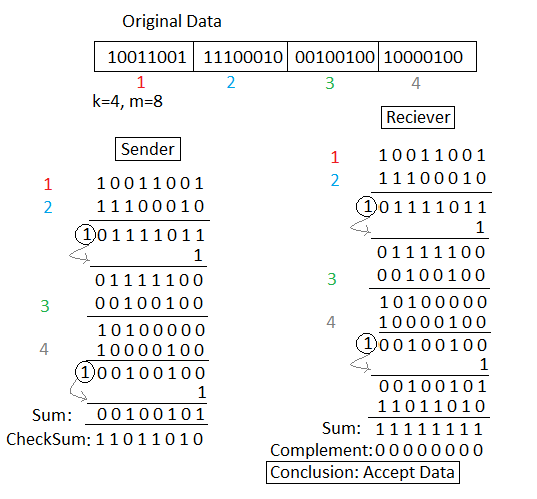 Original Data
10011001 11100010 00100100 10000100
1 2 3 4
k=4, m=8
Sender
1 10011001
2 11100010
1 01111011
1
01111100
3 00100100
10100000
4 10000100
1 00100100
1
Sum: 00100101
CheckSum: 11011010
Reciever
1 10011001
2 11100010
1 01111011
1
01111100
3 00100100
10100000
4 10000100
1 00100100
1
00100101
11011010
Sum: 11111111
Complement: 00000000
Conclusion: Accept Data